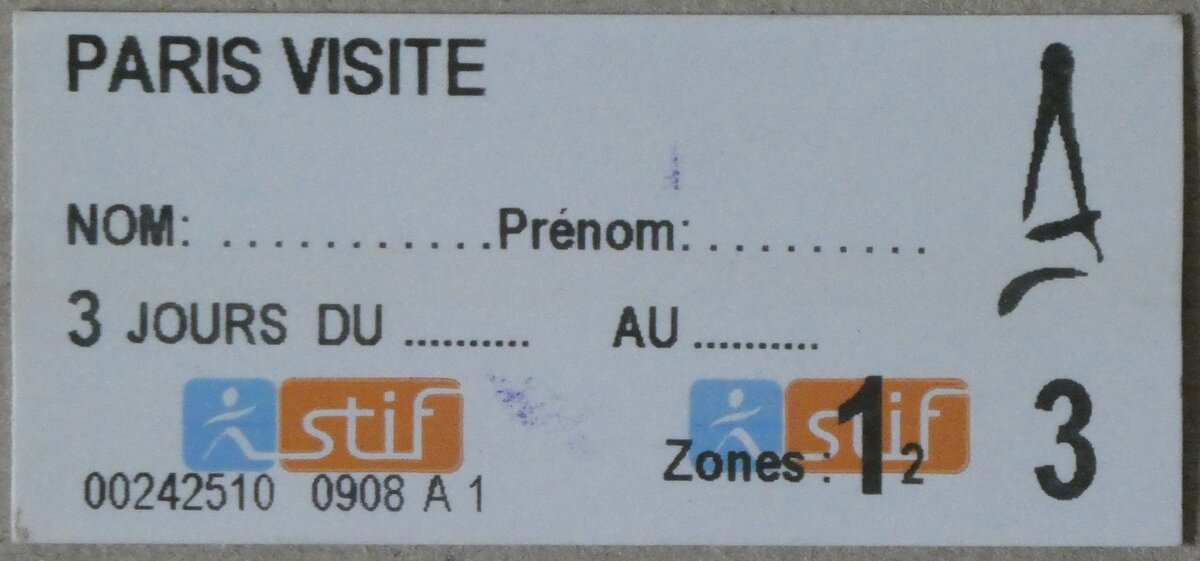 PARIS VISITE
NOM: ............Prénom:..........
3 JOURS DU .......... AU ..........
stif stif
Zones : 1 2 3
00242510 0908 A 1